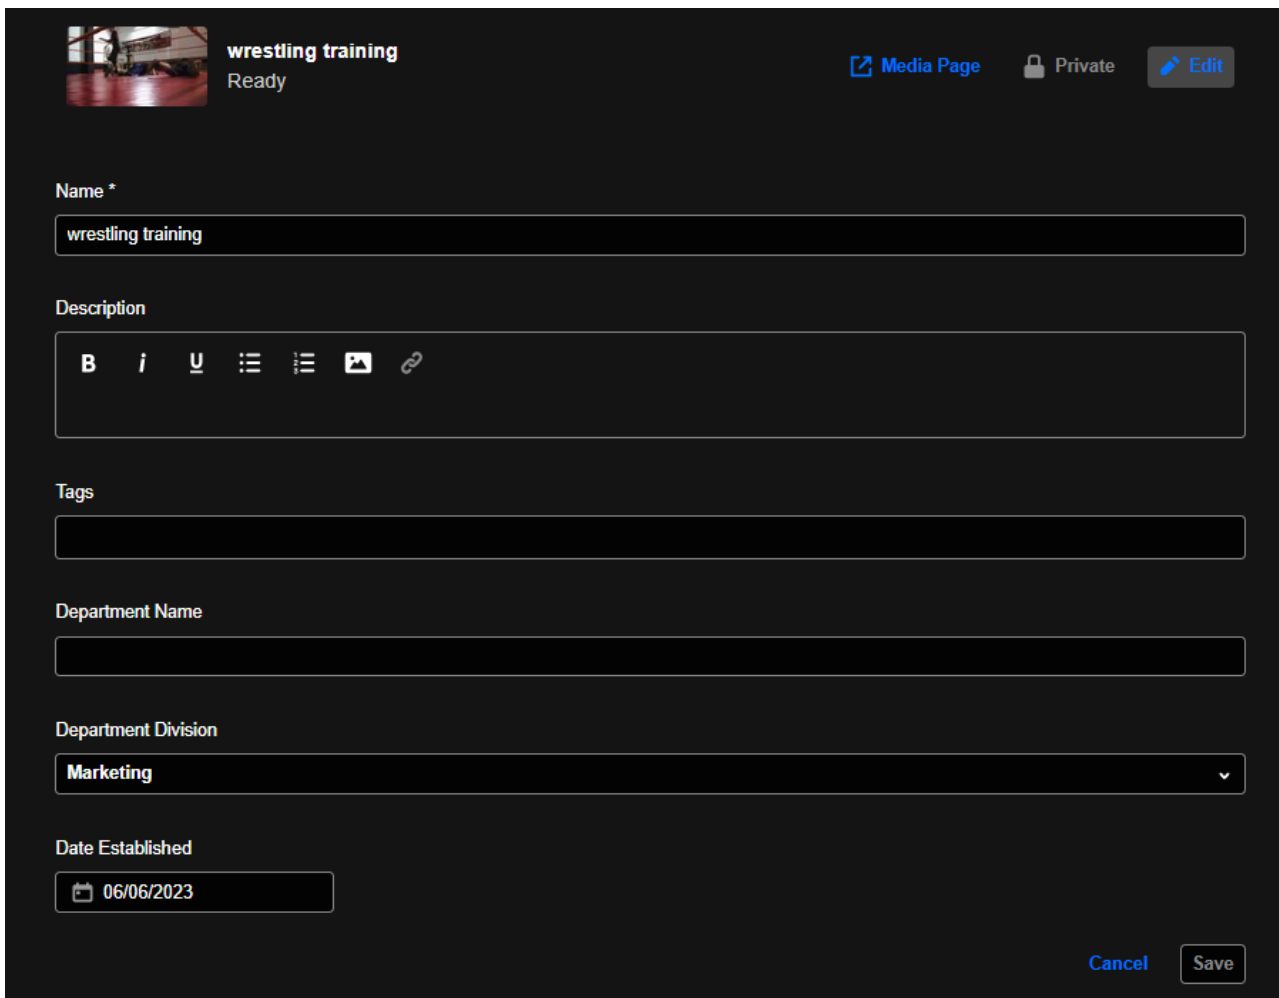 wrestling training
Ready
Media Page
Private
Edit
Name *
wrestling training
Description
B i U
Tags
Department Name
Department Division
Marketing
Date Established
06/06/2023
Cancel
Save